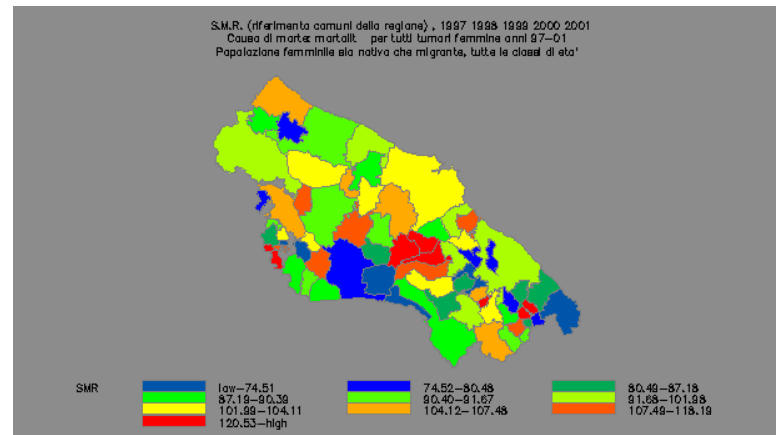 S.M.R. (riferimento comuni della regione) , 1997 1998 1999 2000 2001
Causa di morte: mortalit per tutti tumori femmine anni 97-01
Popolazione femminile sia nativa che migrante, tutte le classi di eta'
SMR low-74.51 74.52-80.48 80.49-87.18
87.19-90.39 90.40-91.67 91.68-101.98
101.99-104.11 104.12-107.48 107.49-118.19
120.53-high